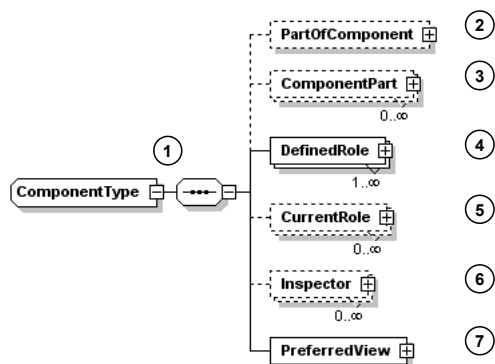 PartOfComponent 2
ComponentPart 3
0..∞
1
DefinedRole 4
1..∞
ComponentType
CurrentRole 5
0..∞
Inspector 6
0..∞
PreferredView 7